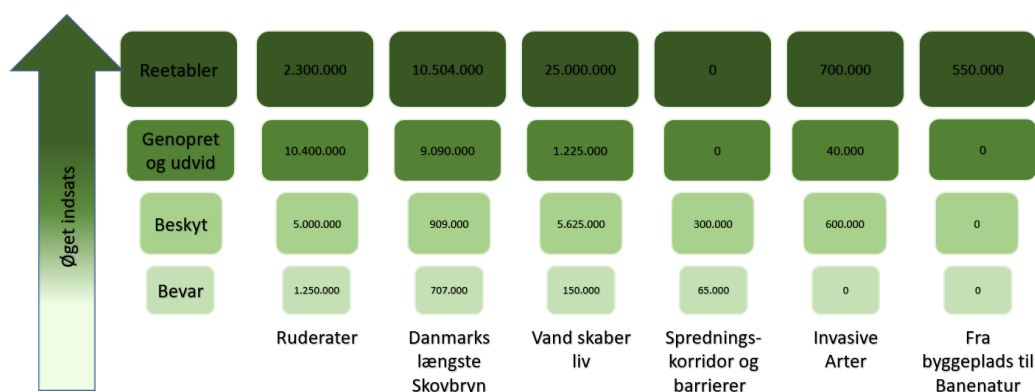 Øget indsats
Reetabler
2.300.000
10.504.000
25.000.000
0
700.000
550.000
Genopret
og udvid
10.400.000
9.090.000
1.225.000
0
40.000
0
Beskyt
5.000.000
909.000
5.625.000
300.000
600.000
0
Bevar
1.250.000
707.000
150.000
65.000
0
0
Ruderater
Danmarks
længste
Skovbryn
Vand skaber
liv
Sprednings-
korridor og
barrierer
Invasive
Arter
Fra
byggeplads til
Banenatur